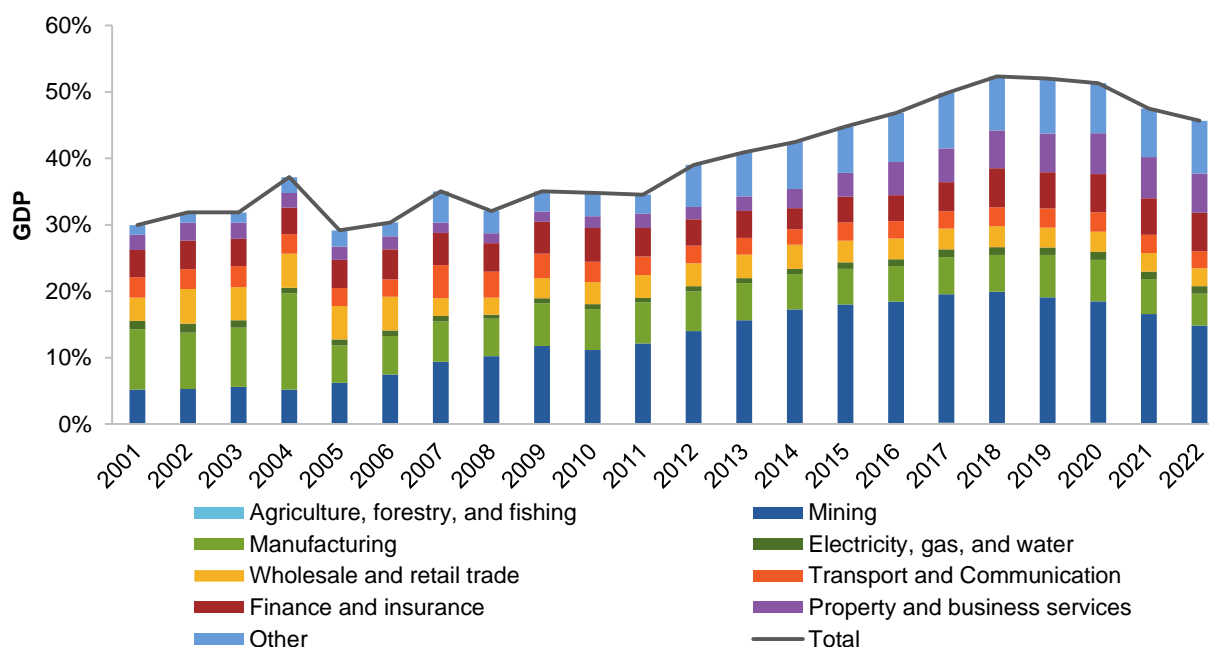 60%
50%
40%
30%
20%
10%
0%
GDP
2001
2002
2003
2004
2005
2006
2007
2008
2009
2010
2011
2012
2013
2014
2015
2016
2017
2018
2019
2020
2021
2022
Agriculture, forestry, and fishing
Mining
Manufacturing
Electricity, gas, and water
Wholesale and retail trade
Transport and Communication
Finance and insurance
Property and business services
Other
Total